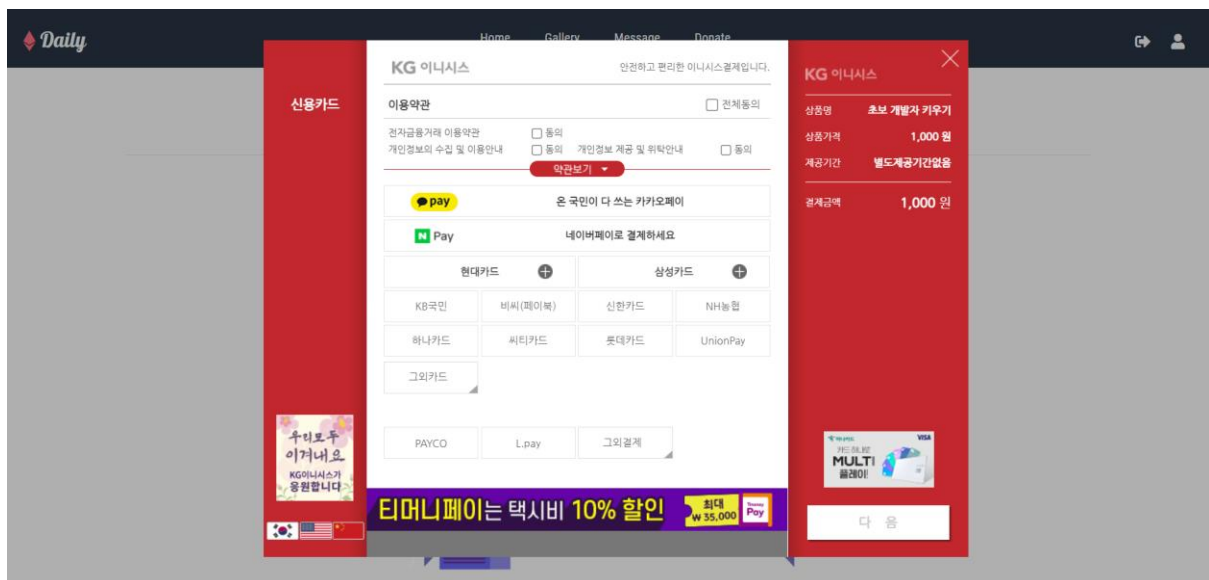 Daily
Home Gallery Message Donate
신용카드
KG 이니시스
안전하고 편리한 이니시스결제입니다.
이용약관
전체동의
전자금융거래 이용약관 동의
개인정보의 수집 및 이용안내 동의 개인정보 제공 및 위탁안내 동의
약관보기
pay 온 국민이 다 쓰는 카카오페이
N Pay 네이버페이로 결제하세요
현대카드 삼성카드
KB국민 비씨(페이북) 신한카드 NH농협
하나카드 씨티카드 롯데카드 UnionPay
그외카드
PAYCO L.pay 그외결제
티머니페이는 택시비 10% 할인 최대 ₩ 35,000 Pay
우리모두
이겨내요
KG이니시스가
응원합니다
KG 이니시스
상품명 초보 개발자 키우기
상품가격 1,000 원
제공기간 별도제공기간없음
결제금액 1,000 원
VISA
MULTI
플레이!
다 음